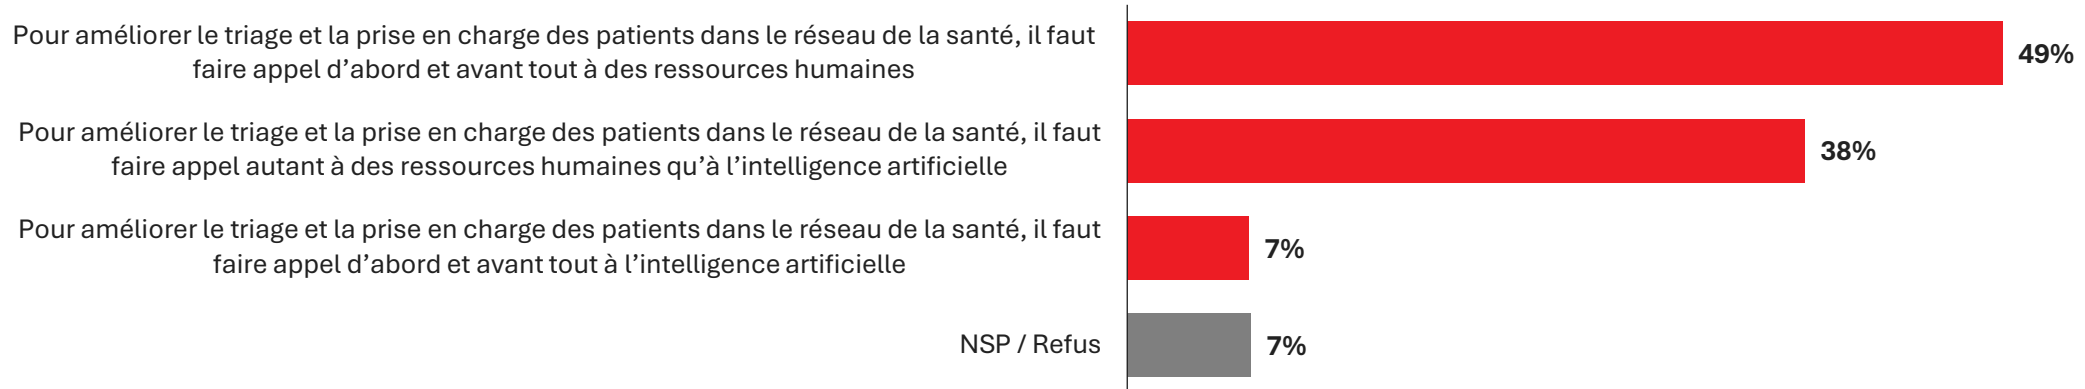 Pour améliorer le triage et la prise en charge des patients dans le réseau de la santé, il faut
faire appel d’abord et avant tout à des ressources humaines
49%
Pour améliorer le triage et la prise en charge des patients dans le réseau de la santé, il faut
faire appel autant à des ressources humaines qu’à l’intelligence artificielle
38%
Pour améliorer le triage et la prise en charge des patients dans le réseau de la santé, il faut
faire appel d’abord et avant tout à l’intelligence artificielle
7%
NSP / Refus
7%